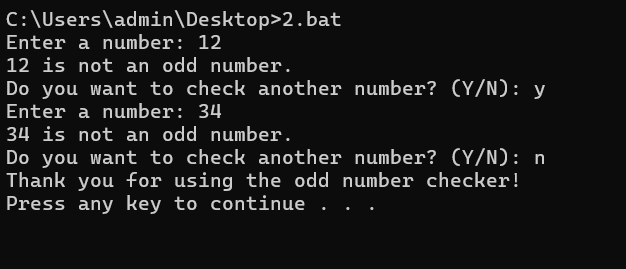 C:\Users\admin\Desktop>2.bat
Enter a number: 12
12 is not an odd number.
Do you want to check another number? (Y/N): y
Enter a number: 34
34 is not an odd number.
Do you want to check another number? (Y/N): n
Thank you for using the odd number checker!
Press any key to continue . . .